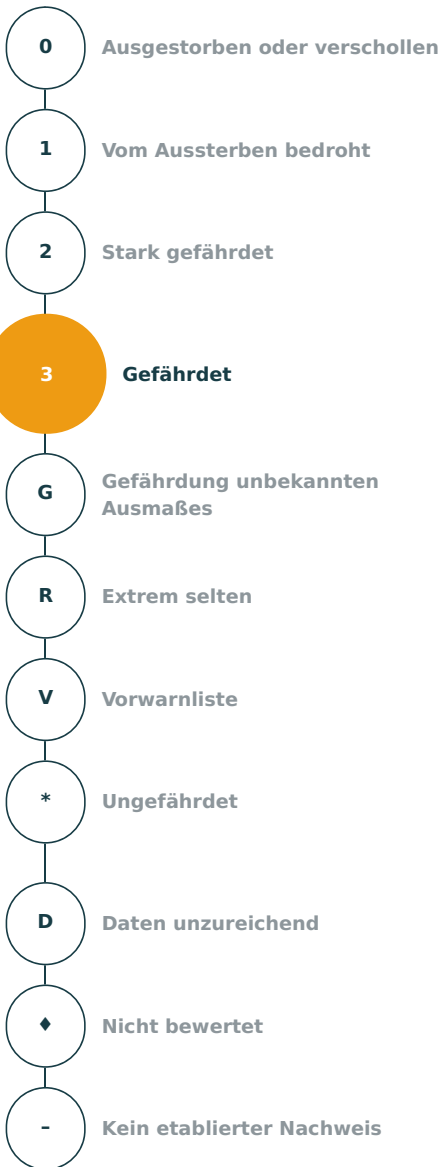 0 Ausgestorben oder verschollen
1 Vom Aussterben bedroht
2 Stark gefährdet
3 Gefährdet
G Gefährdung unbekannten
Ausmaßes
R Extrem selten
V Vorwarnliste
* Ungefährdet
D Daten unzureichend
♦ Nicht bewertet
– Kein etablierter Nachweis